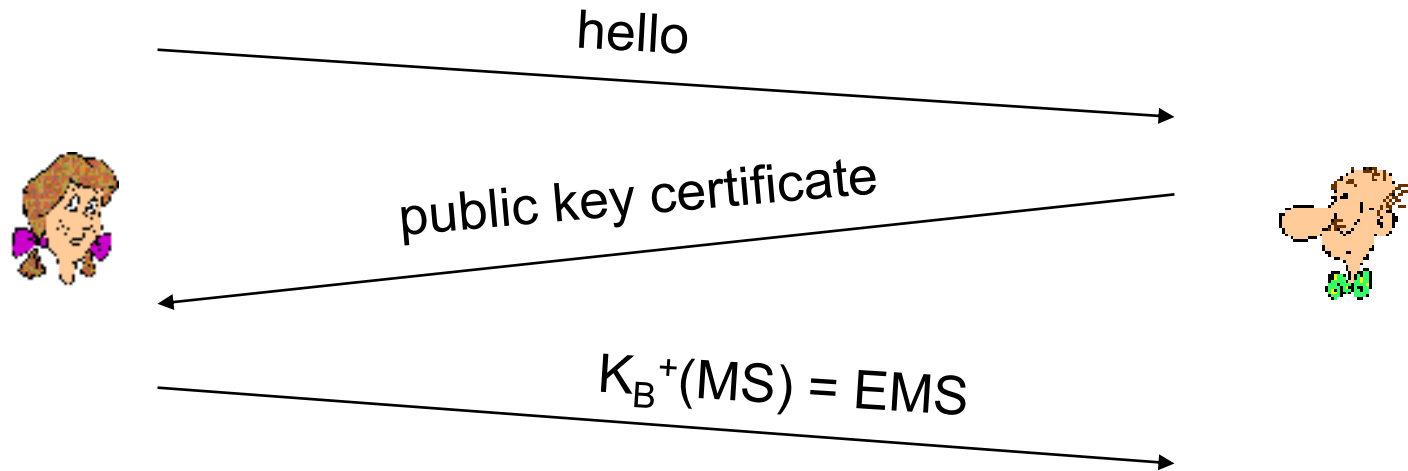 hello
public key certificate
K_B^+(MS) = EMS